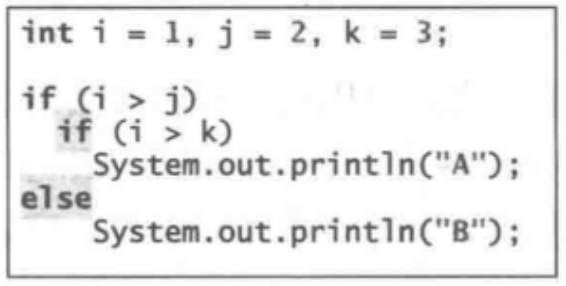 int i = 1, j = 2, k = 3;
if (i > j)
if (i > k)
System.out.println("A");
else
System.out.println("B");